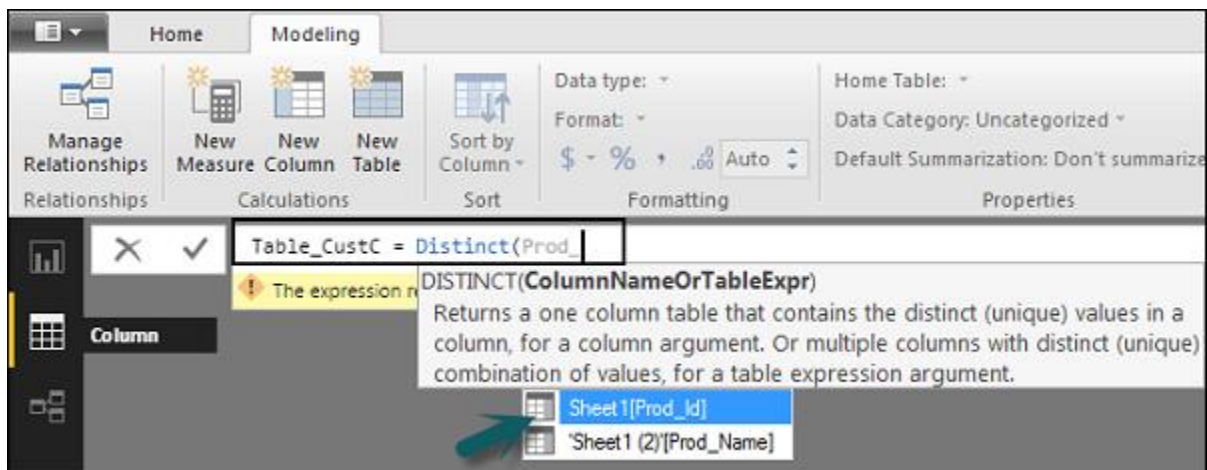 Home Modeling
Data type:
Home Table:
Format:
Data Category: Uncategorized
Manage Relationships
New Measure
New Column
New Table
Sort by Column
$ % , .00 Auto
Default Summarization: Don't summarize
Relationships Calculations Sort Formatting Properties
Table_CustC = Distinct(Prod_
The expression
DISTINCT(ColumnNameOrTableExpr)
Returns a one column table that contains the distinct (unique) values in a
column, for a column argument. Or multiple columns with distinct (unique)
combination of values, for a table expression argument.
Column
Sheet1[Prod_Id]
'Sheet1 (2)'[Prod_Name]